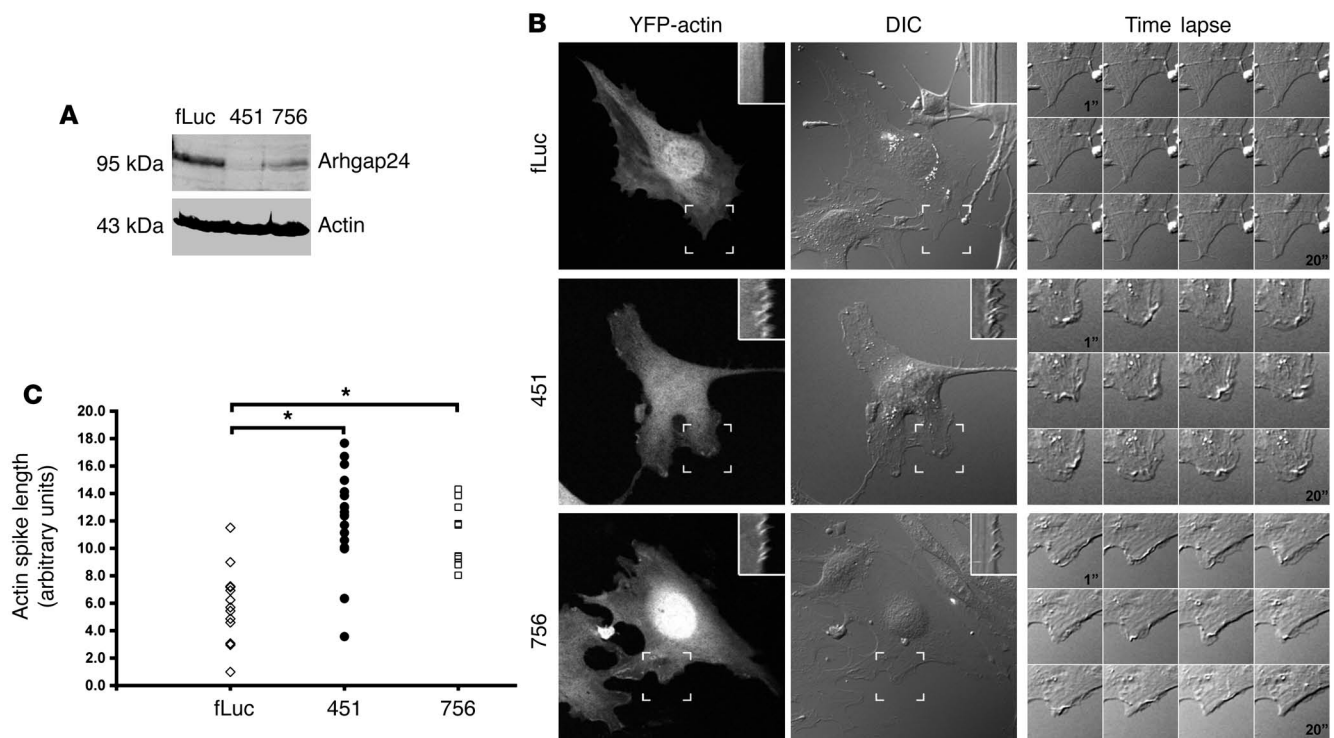 A
fLuc 451 756
95 kDa Arhgap24
43 kDa Actin
B
YFP-actin DIC Time lapse
fLuc
1”
20”
451
1”
20”
756
1”
20”
C
* 
*
Actin spike length
(arbitrary units)
20.0
18.0
16.0
14.0
12.0
10.0
8.0
6.0
4.0
2.0
0.0
fLuc 451 756